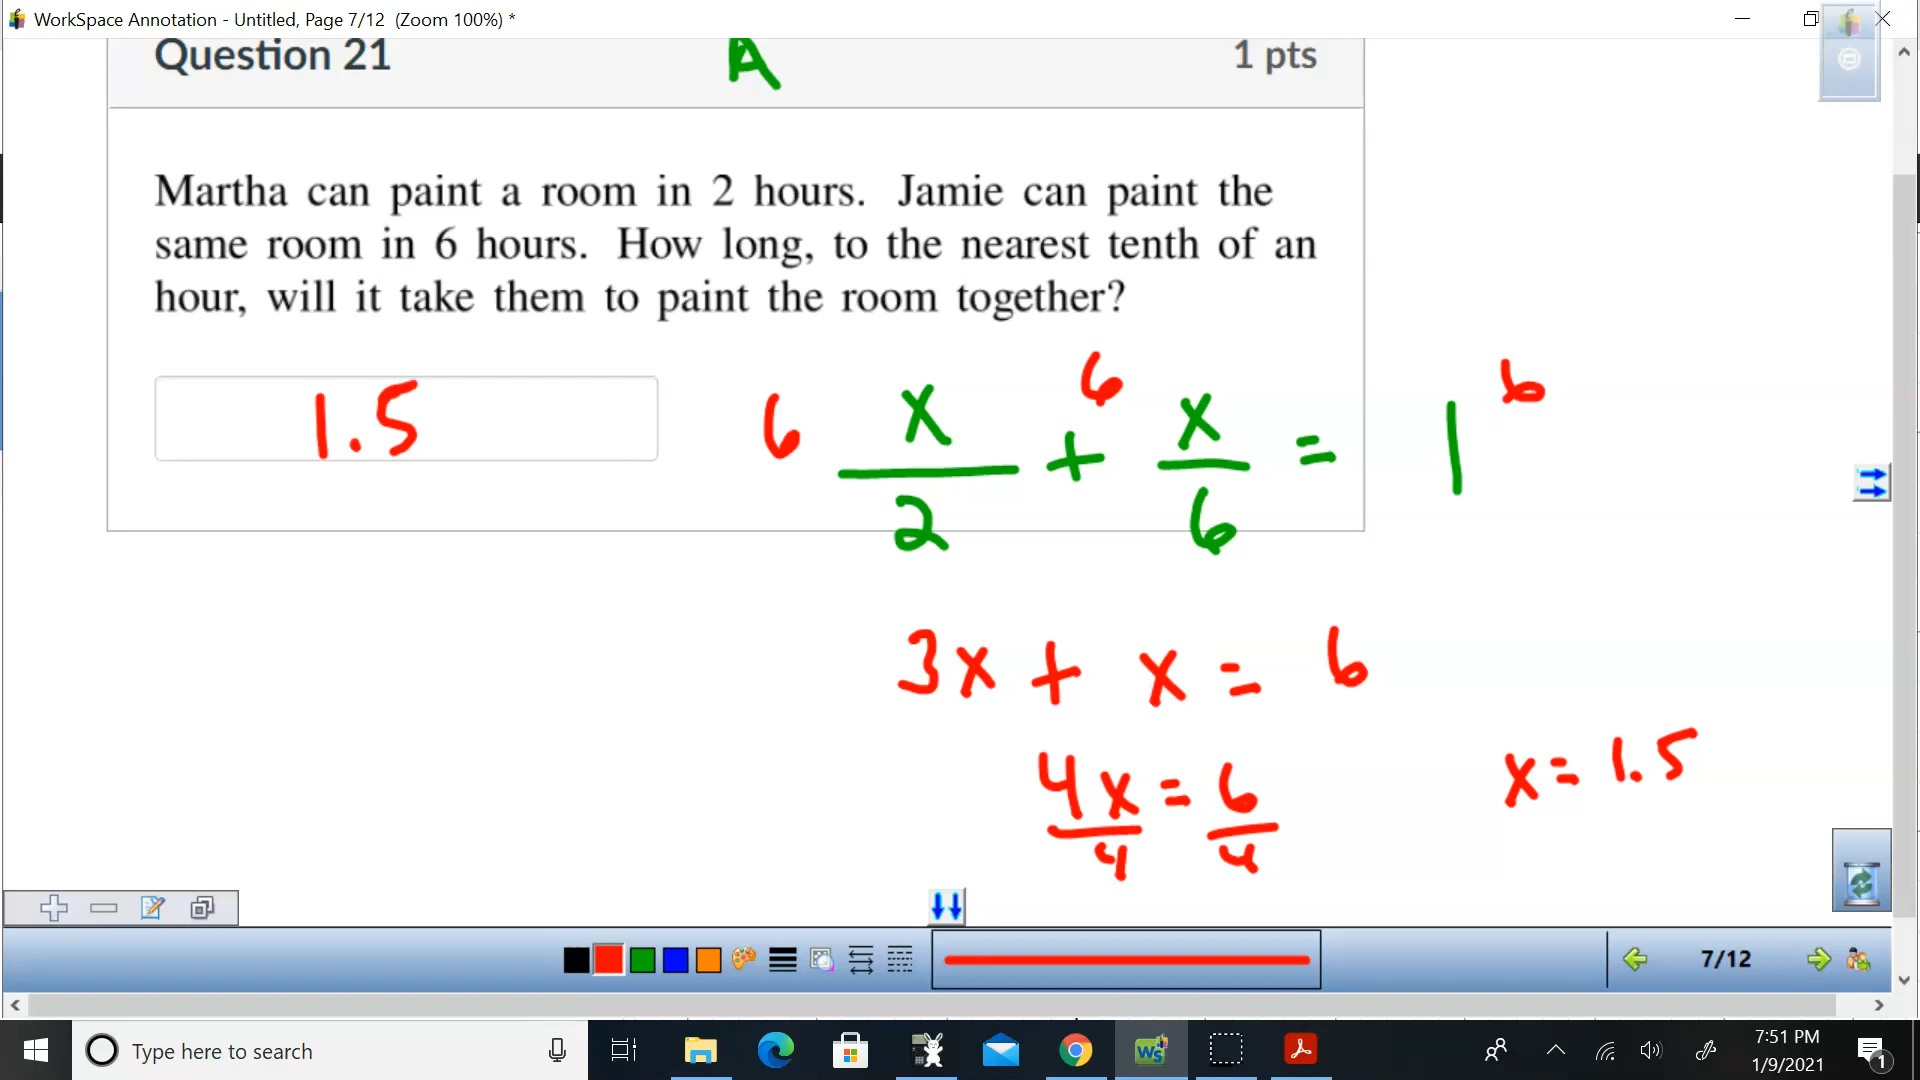 WorkSpace Annotation - Untitled, Page 7/12 (Zoom 100%) *
Question 21
A
1 pts
Martha can paint a room in 2 hours. Jamie can paint the
same room in 6 hours. How long, to the nearest tenth of an
hour, will it take them to paint the room together?
1.5
6 x/2 + 6 x/6 = 1 6
3x + x = 6
4x/4 = 6/4
x = 1.5
7/12
Type here to search
WS
7:51 PM
1/9/2021
1